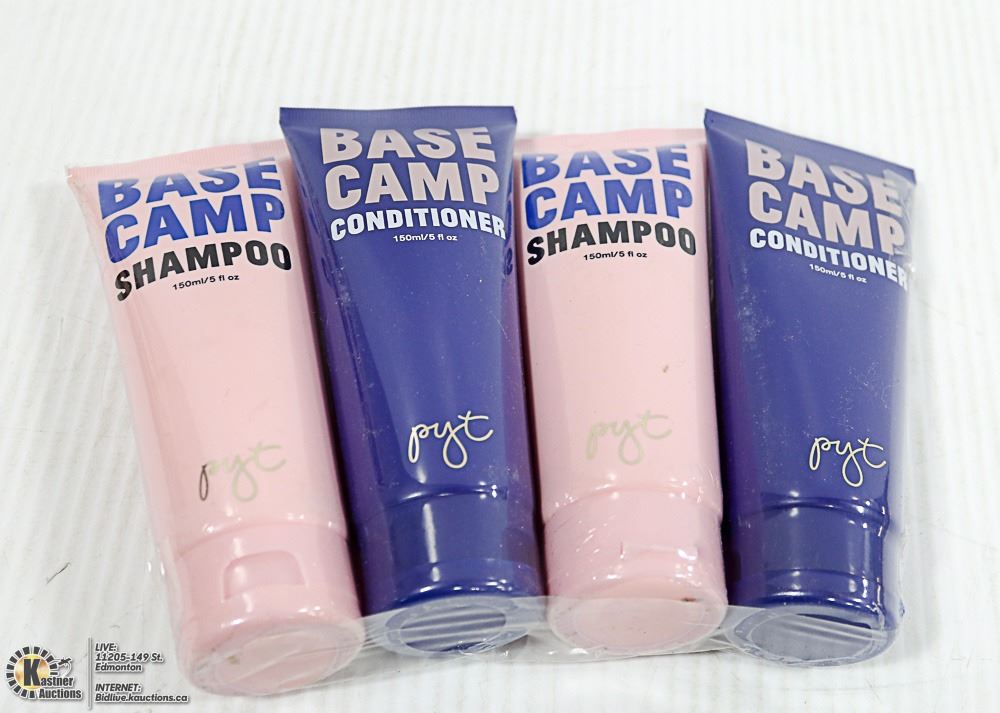 BASE
CAMP
SHAMPOO
150ml/5 fl oz
pyt
BASE
CAMP
CONDITIONER
150ml/5 fl oz
pyt
BASE
CAMP
SHAMPOO
150ml/5 fl oz
pyt
BASE
CAMP
CONDITIONER
150ml/5 fl oz
pyt
Kastner
Auctions
LIVE:
11205-149 St.
Edmonton
INTERNET:
Bidlive.kauctions.ca